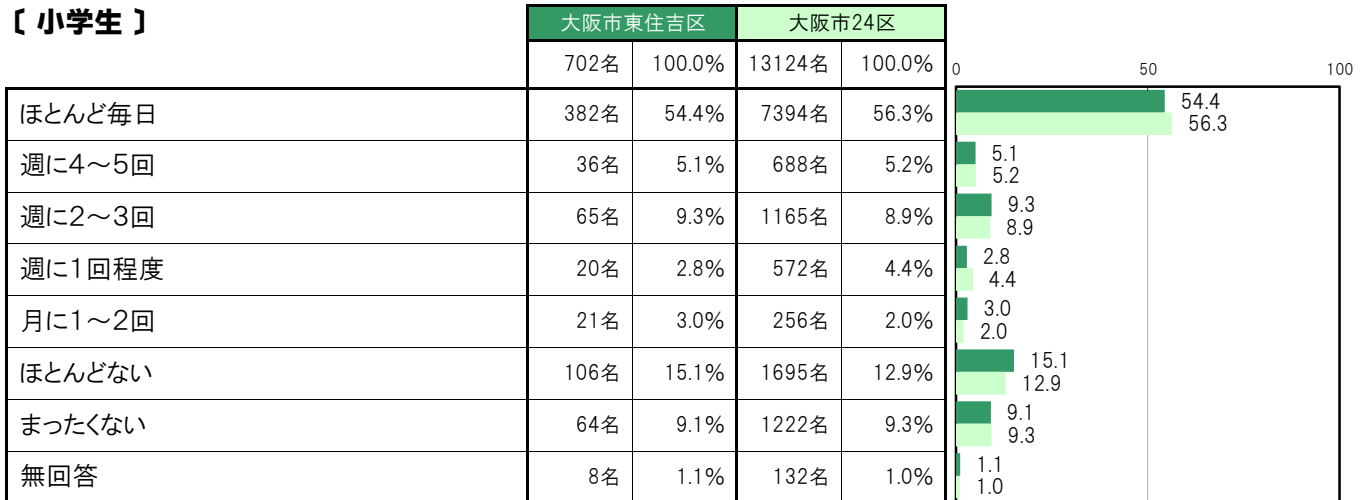 〔 小学生 〕
大阪市東住吉区 大阪市24区
702名 100.0% 13124名 100.0%
0 50 100
ほとんど毎日 382名 54.4% 7394名 56.3% 54.4
56.3
週に4～5回 36名 5.1% 688名 5.2% 5.1
5.2
週に2～3回 65名 9.3% 1165名 8.9% 9.3
8.9
週に1回程度 20名 2.8% 572名 4.4% 2.8
4.4
月に1～2回 21名 3.0% 256名 2.0% 3.0
2.0
ほとんどない 106名 15.1% 1695名 12.9% 15.1
12.9
まったくない 64名 9.1% 1222名 9.3% 9.1
9.3
無回答 8名 1.1% 132名 1.0% 1.1
1.0